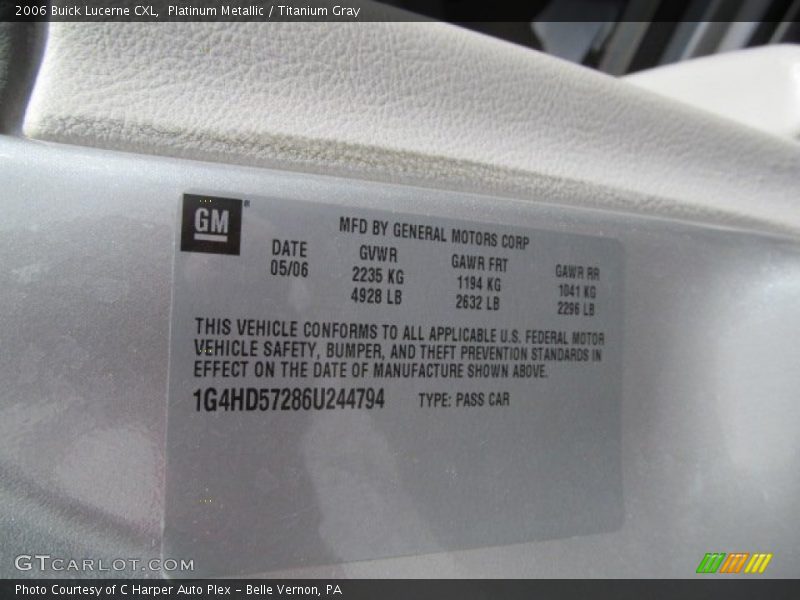 2006 Buick Lucerne CXL, Platinum Metallic / Titanium Gray
GM
MFD BY GENERAL MOTORS CORP
DATE GVWR GAWR FRT GAWR RR
05/06 2235 KG 1194 KG 1041 KG
4928 LB 2632 LB 2296 LB
THIS VEHICLE CONFORMS TO ALL APPLICABLE U.S. FEDERAL MOTOR
VEHICLE SAFETY, BUMPER, AND THEFT PREVENTION STANDARDS IN
EFFECT ON THE DATE OF MANUFACTURE SHOWN ABOVE.
1G4HD57286U244794 TYPE: PASS CAR
GTCARLOT.COM
Photo Courtesy of C Harper Auto Plex - Belle Vernon, PA